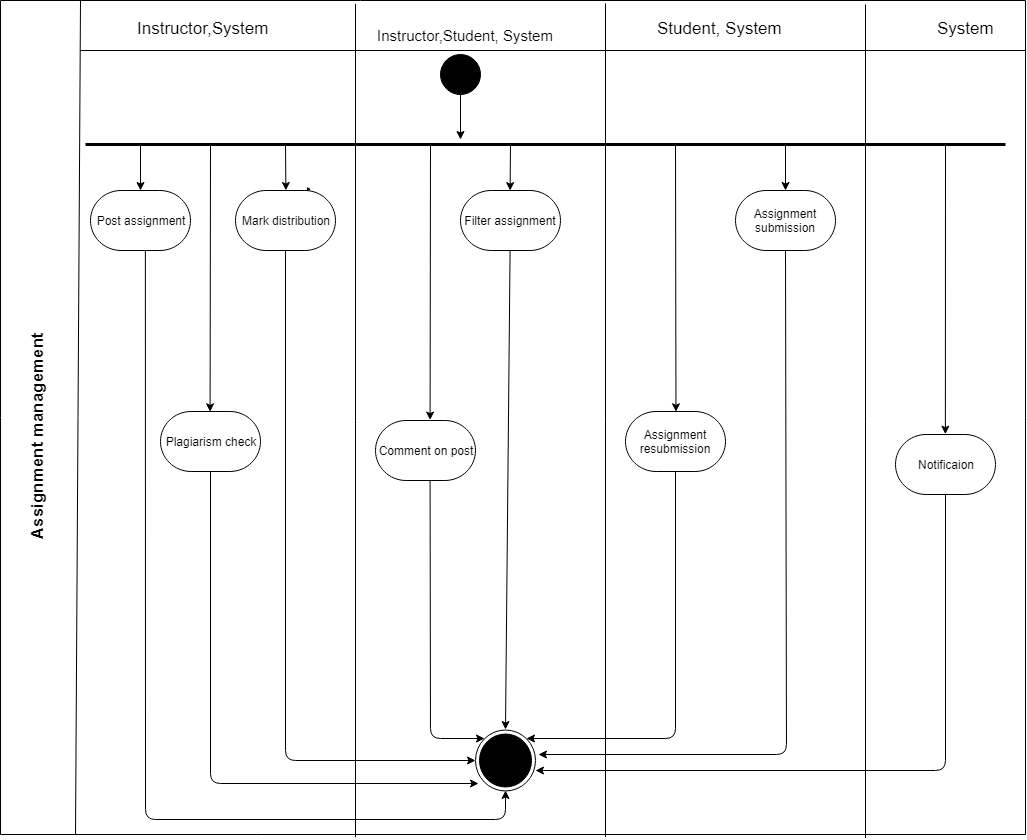 Instructor,System
Instructor,Student, System
Student, System
System
Assignment management
Post assignment
Mark distribution
Filter assignment
Assignment
submission
Plagiarism check
Comment on post
Assignment
resubmission
Notificaion